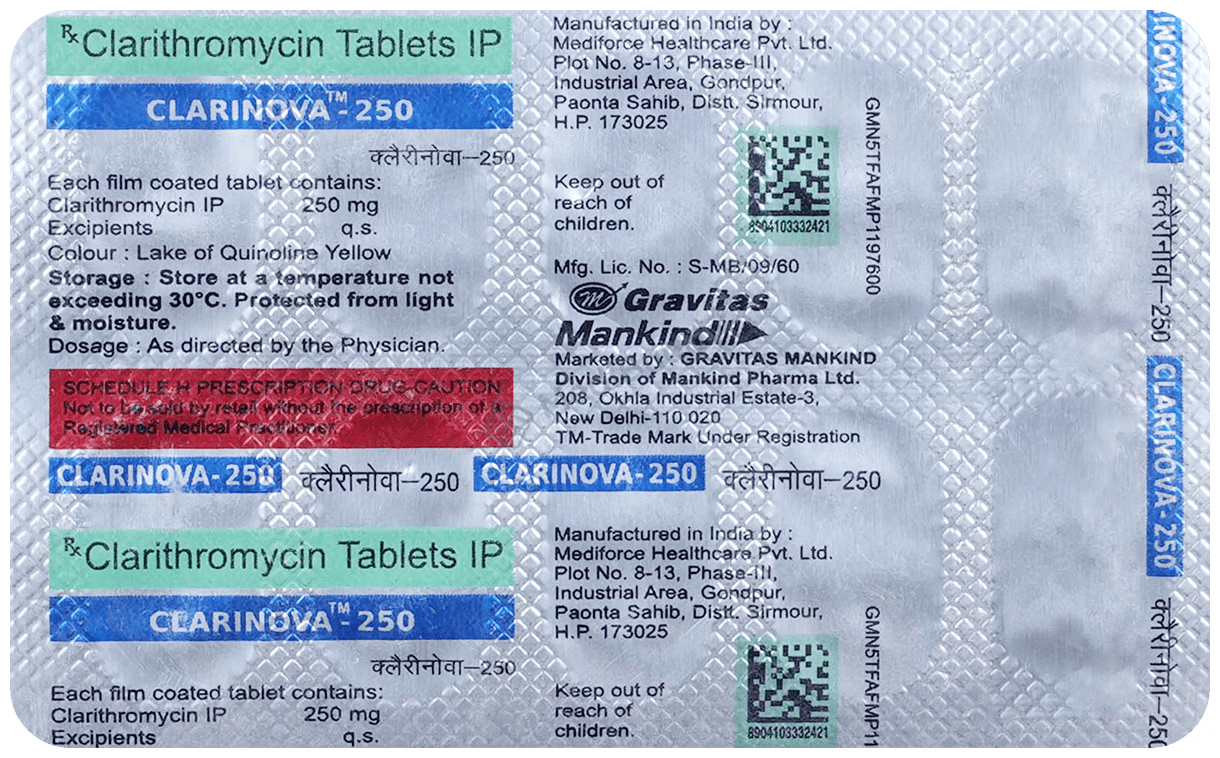 Rx Clarithromycin Tablets IP
CLARINOVA™-250
क्लैरीनोवा–250
Each film coated tablet contains:
Clarithromycin IP 250 mg
Excipients q.s.
Colour : Lake of Quinoline Yellow
Storage : Store at a temperature not
exceeding 30°C. Protected from light
& moisture.
Dosage : As directed by the Physician.
SCHEDULE H PRESCRIPTION DRUG-CAUTION
Not to be sold by retail without the prescription of a
Registered Medical Practitioner.
Manufactured in India by :
Mediforce Healthcare Pvt. Ltd.
Plot No. 8-13, Phase-III,
Industrial Area, Gondpur,
Paonta Sahib, Distt. Sirmour,
H.P. 173025
Keep out of
reach of
children.
8904103332421
GMN5TFAFMP1197600
Mfg. Lic. No. : S-MB/09/60
m Gravitas
Mankind
Marketed by : GRAVITAS MANKIND
Division of Mankind Pharma Ltd.
208, Okhla Industrial Estate-3,
New Delhi-110 020
TM-Trade Mark Under Registration
CLARINOVA-250 क्लैरीनोवा–250 CLARINOVA-250 क्लैरीनोवा–250
Rx Clarithromycin Tablets IP
CLARINOVA™-250
क्लैरीनोवा–250
Each film coated tablet contains:
Clarithromycin IP 250 mg
Excipients q.s.
Manufactured in India by :
Mediforce Healthcare Pvt. Ltd.
Plot No. 8-13, Phase-III,
Industrial Area, Gondpur,
Paonta Sahib, Distt. Sirmour,
H.P. 173025
Keep out of
reach of
children.
8904103332421
GMN5TFAFMP11
INOVA-250
क्लैरीनोवा–250
CLARINOVA-250
क्लैरीनोवा–250